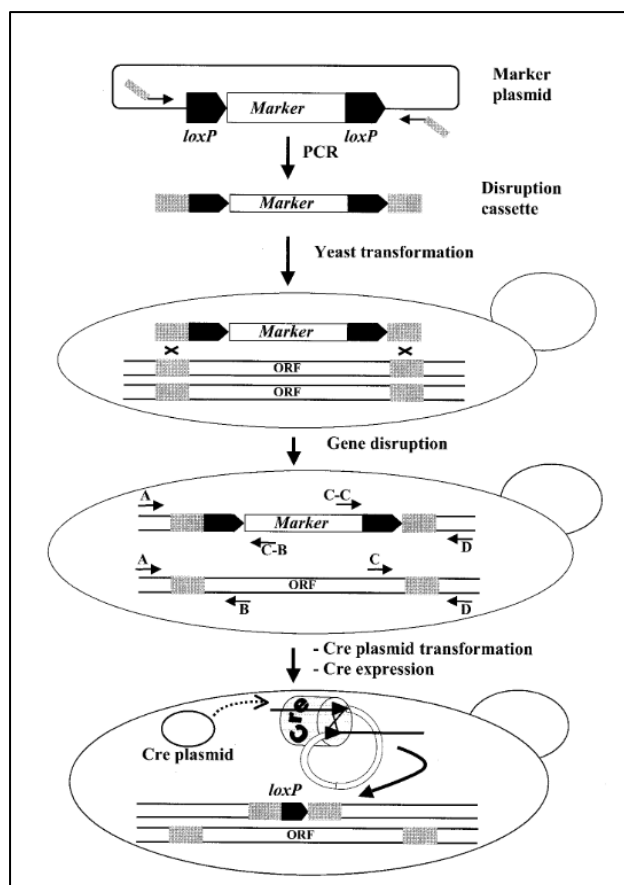 Marker
plasmid
Marker
loxP
loxP
PCR
Disruption
cassette
Marker
Yeast transformation
Marker
ORF
ORF
Gene disruption
A
C-C
Marker
C-B
D
A
C
ORF
B
D
- Cre plasmid transformation
- Cre expression
Cre
Cre plasmid
loxP
ORF